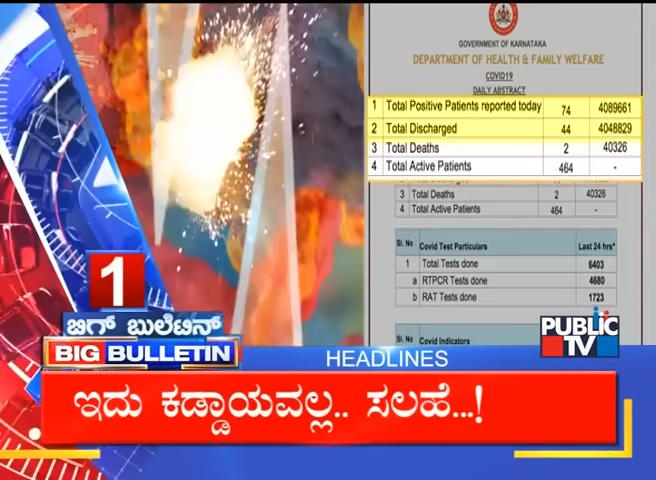 GOVERNMENT OF KARNATAKA
DEPARTMENT OF HEALTH & FAMILY WELFARE
COVID19
DAILY ABSTRACT
1 Total Positive Patients reported today 74 4089661
2 Total Discharged 44 4048829
3 Total Deaths 2 40326
4 Total Active Patients 464 -
3 Total Deaths 2 40326
4 Total Active Patients 464 -
Sl. No Covid Test Particulars Last 24 hrs*
1 Total Tests done 6403
a RTPCR Tests done 4680
b RAT Tests done 1723
Sl. No Covid Indicators
1
ಬಿಗ್ ಬುಲೆಟಿನ್
BIG BULLETIN
HEADLINES
PUBLIC
TV
ಇದು ಕಡ್ಡಾಯವಲ್ಲ.. ಸಲಹೆ...!